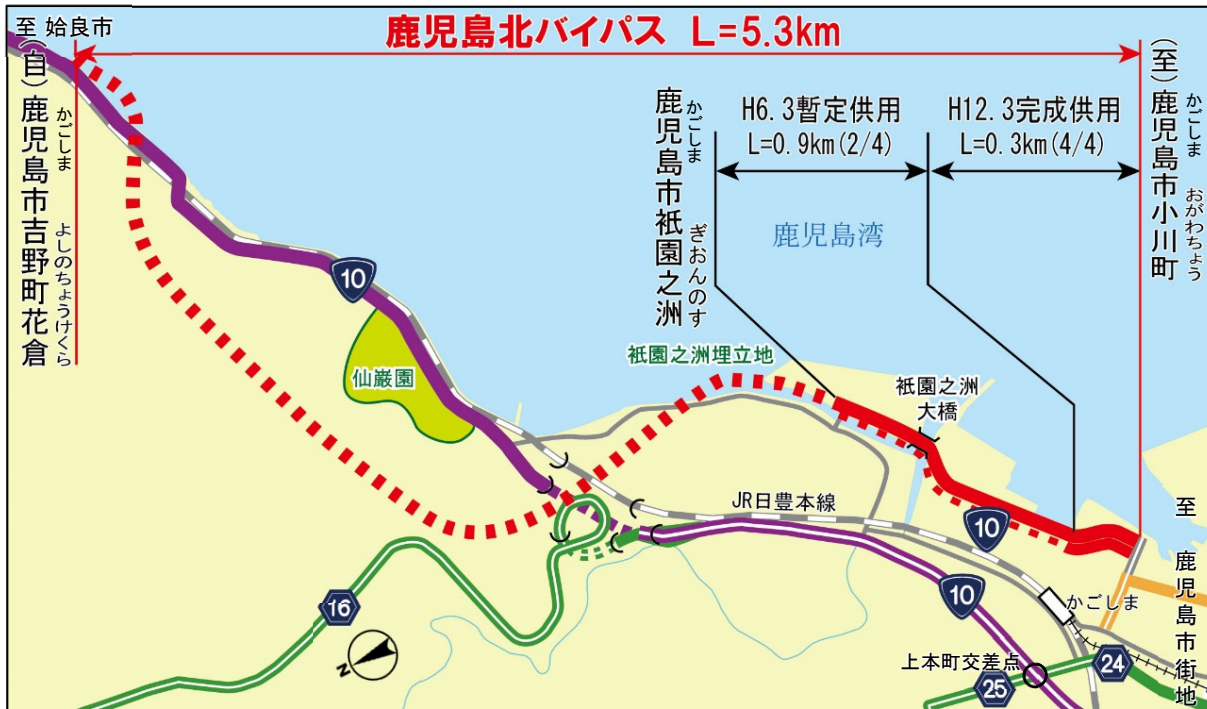 至 姶良市
鹿児島北バイパス L=5.3km
(自)鹿児島市吉野町花倉
かごしま
よしのちょうけくら
鹿児島市祇園之洲
かごしま
ぎおんのす
H6.3暫定供用
L=0.9km(2/4)
H12.3完成供用
L=0.3km(4/4)
(至)鹿児島市小川町
かごしま
おがわちょう
鹿児島湾
10
仙巌園
祇園之洲埋立地
祇園之洲
大橋
JR日豊本線
10
16
N
10
かごしま
上本町交差点
25
24
至 鹿児島市街地